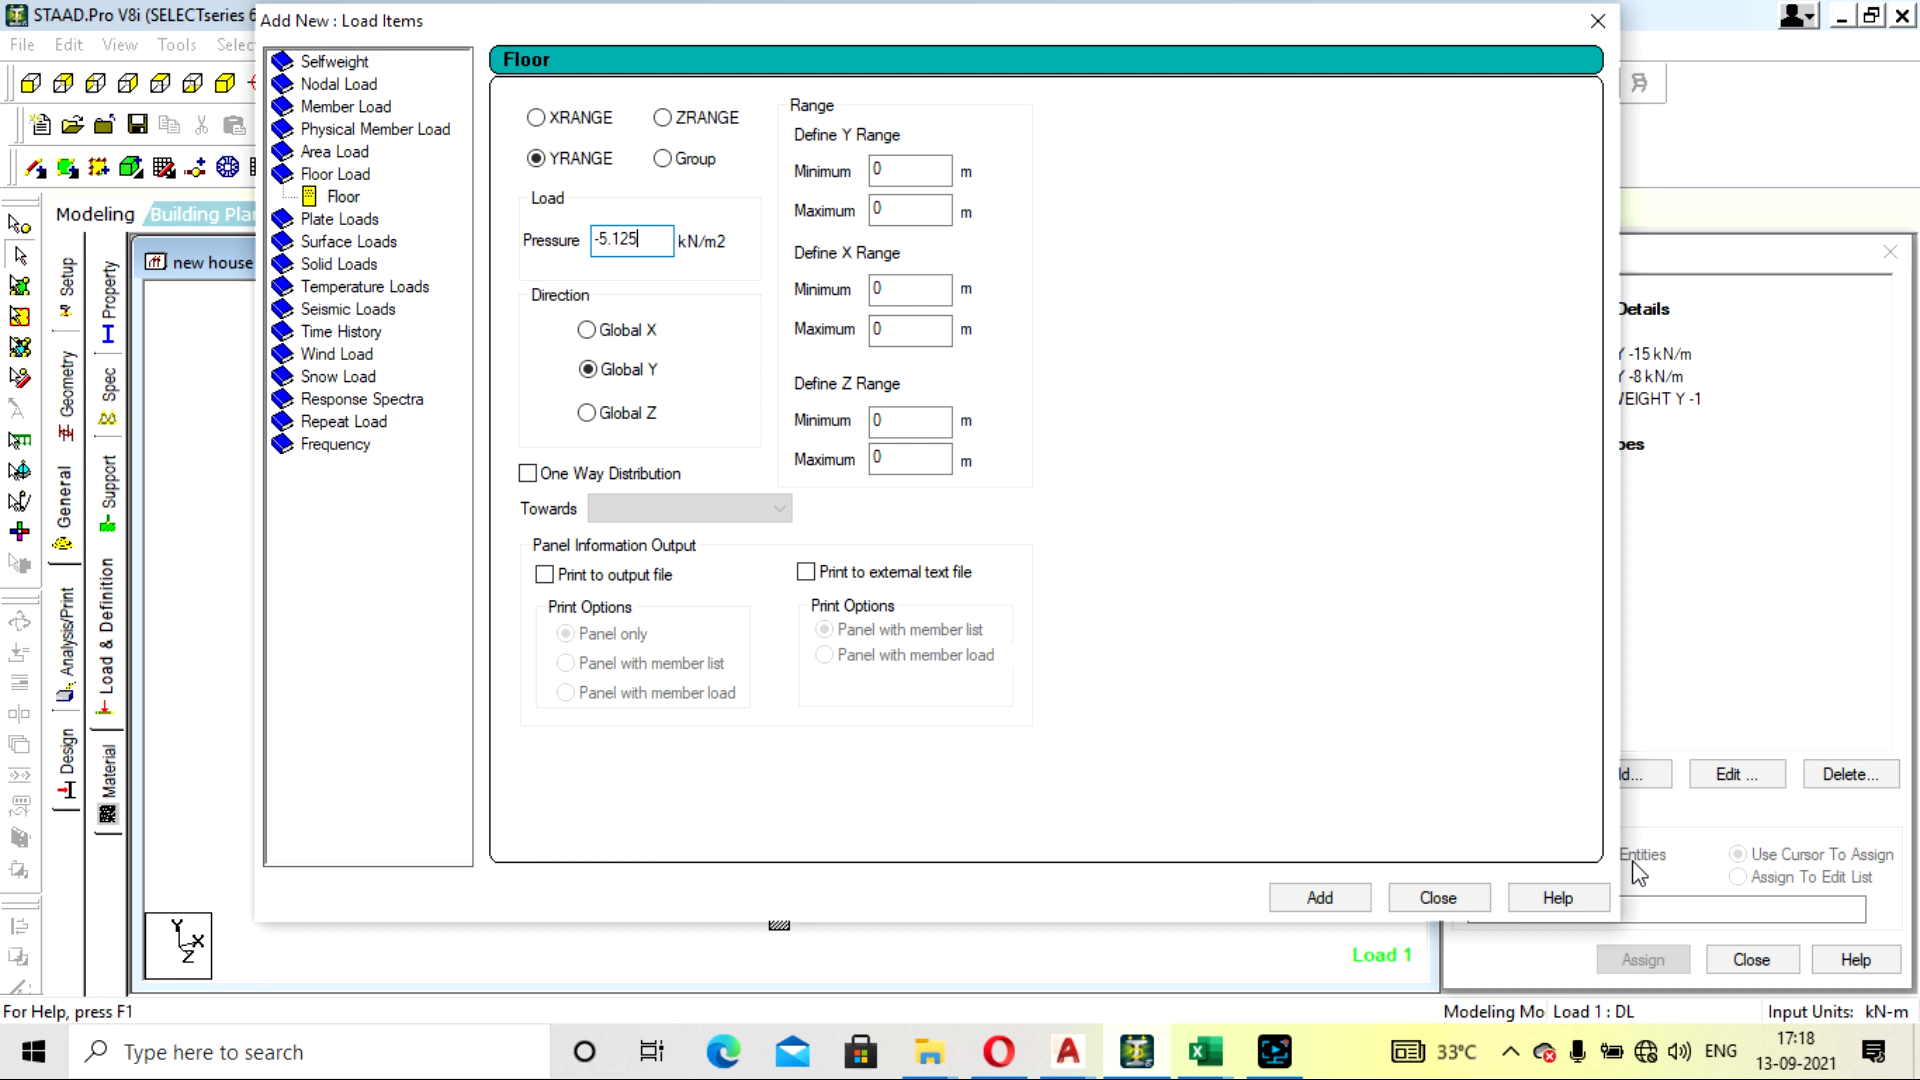 STAAD.Pro V8i (SELECTseries 6
Add New : Load Items
File Edit View Tools Selec
Modeling Building Pla
new house
Setup
Geometry
General
Analysis/Print
Design
Property
Spec
Support
Load & Definition
Material
Selfweight
Nodal Load
Member Load
Physical Member Load
Area Load
Floor Load
Floor
Plate Loads
Surface Loads
Solid Loads
Temperature Loads
Seismic Loads
Time History
Wind Load
Snow Load
Response Spectra
Repeat Load
Frequency
Floor
XRANGE ZRANGE
YRANGE Group
Load
Pressure -5.125 kN/m2
Direction
Global X
Global Y
Global Z
One Way Distribution
Towards
Range
Define Y Range
Minimum 0 m
Maximum 0 m
Define X Range
Minimum 0 m
Maximum 0 m
Define Z Range
Minimum 0 m
Maximum 0 m
Panel Information Output
Print to output file
Print Options
Panel only
Panel with member list
Panel with member load
Print to external text file
Print Options
Panel with member list
Panel with member load
Add Close Help
Details
Y -15 kN/m
Y -8 kN/m
WEIGHT Y -1
pes
d... Edit ... Delete...
Entities Use Cursor To Assign
Assign To Edit List
Assign Close Help
Y
X
Z
Load 1
For Help, press F1
Modeling Mo Load 1 : DL Input Units: kN-m
Type here to search
33°C
ENG
17:18
13-09-2021